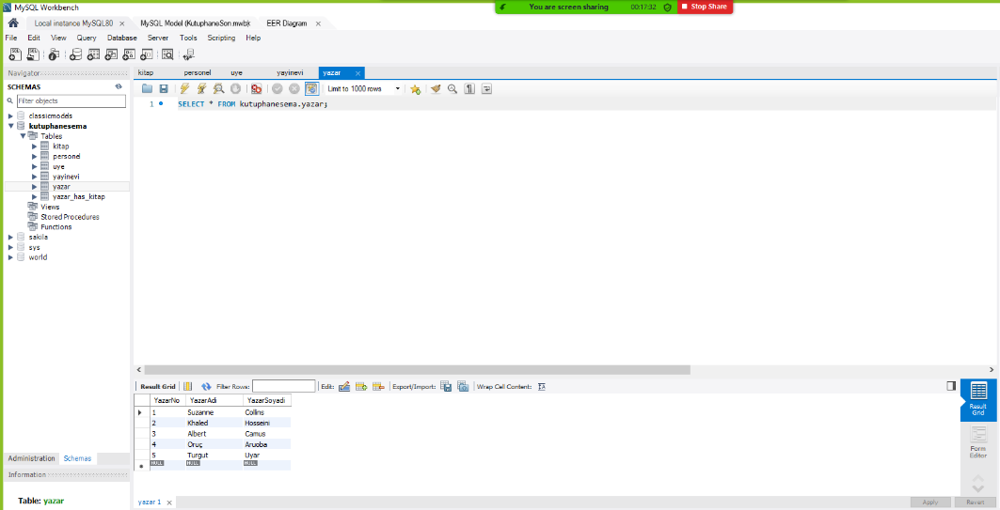 MySQL Workbench
You are screen sharing 00:17:32 Stop Share
Local instance MySQL80 × MySQL Model (KutuphaneSon.mwb) × EER Diagram ×
File Edit View Query Database Server Tools Scripting Help
Navigator
kitap personel uye yayinevi yazar ×
SCHEMAS
Limit to 1000 rows
Filter objects
1 SELECT * FROM kutuphanesema.yazar;
classicmodels
kutuphanesema
Tables
kitap
personel
uye
yayinevi
yazar
yazar_has_kitap
Views
Stored Procedures
Functions
sakila
sys
world
Result Grid Filter Rows: Edit: Export/Import: Wrap Cell Content:
YazarNo YazarAdi YazarSoyadi
1 Suzanne Collins
2 Khaled Hosseini
3 Albert Camus
4 Oruç Aruoba
5 Turgut Uyar
NULL NULL NULL
Result
Grid
Form
Editor
Administration Schemas
Information
Table: yazar
yazar 1 ×
Apply Revert